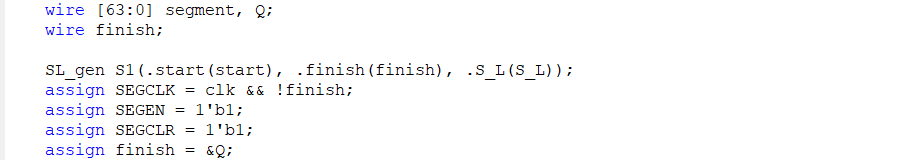 wire [63:0] segment, Q;
wire finish;
SL_gen S1(.start(start), .finish(finish), .S_L(S_L));
assign SEGCLK = clk && !finish;
assign SEGEN = 1'b1;
assign SEGCLR = 1'b1;
assign finish = &Q;